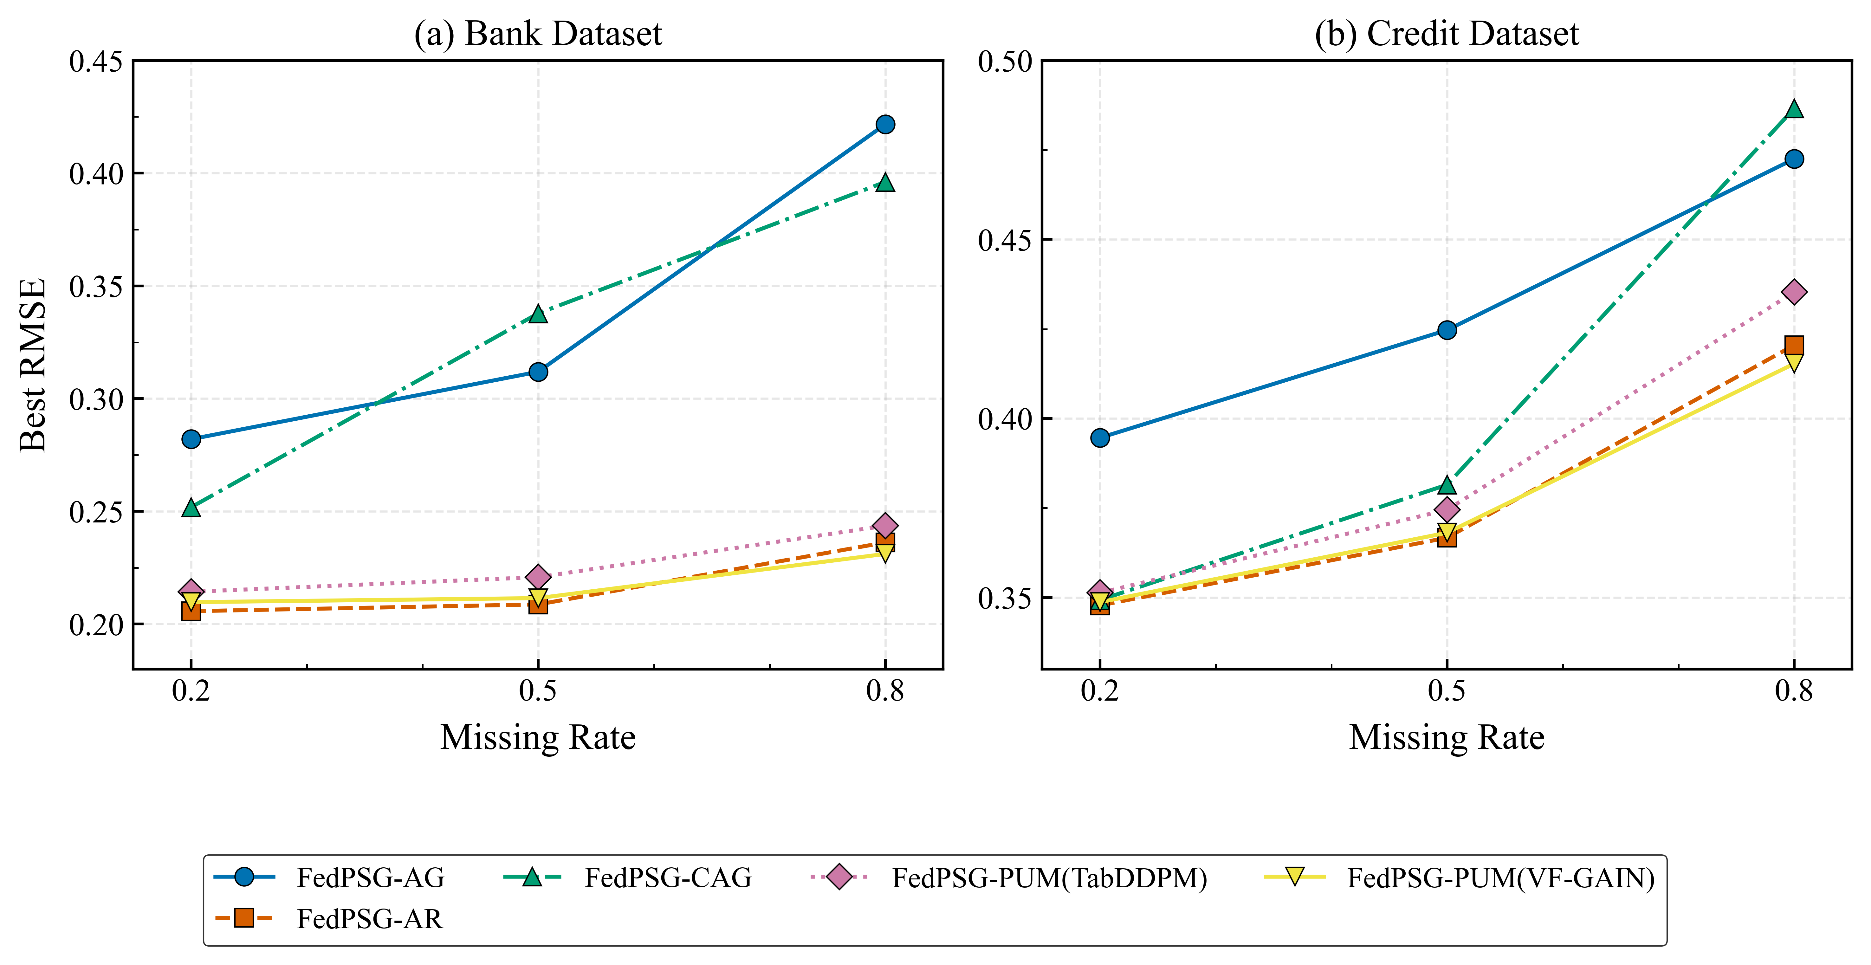 (a) Bank Dataset
0.45
0.40
0.35
0.30
0.25
0.20
Best RMSE
0.2 0.5 0.8
Missing Rate
(b) Credit Dataset
0.50
0.45
0.40
0.35
0.2 0.5 0.8
Missing Rate
FedPSG-AG FedPSG-CAG FedPSG-PUM(TabDDPM) FedPSG-PUM(VF-GAIN)
FedPSG-AR